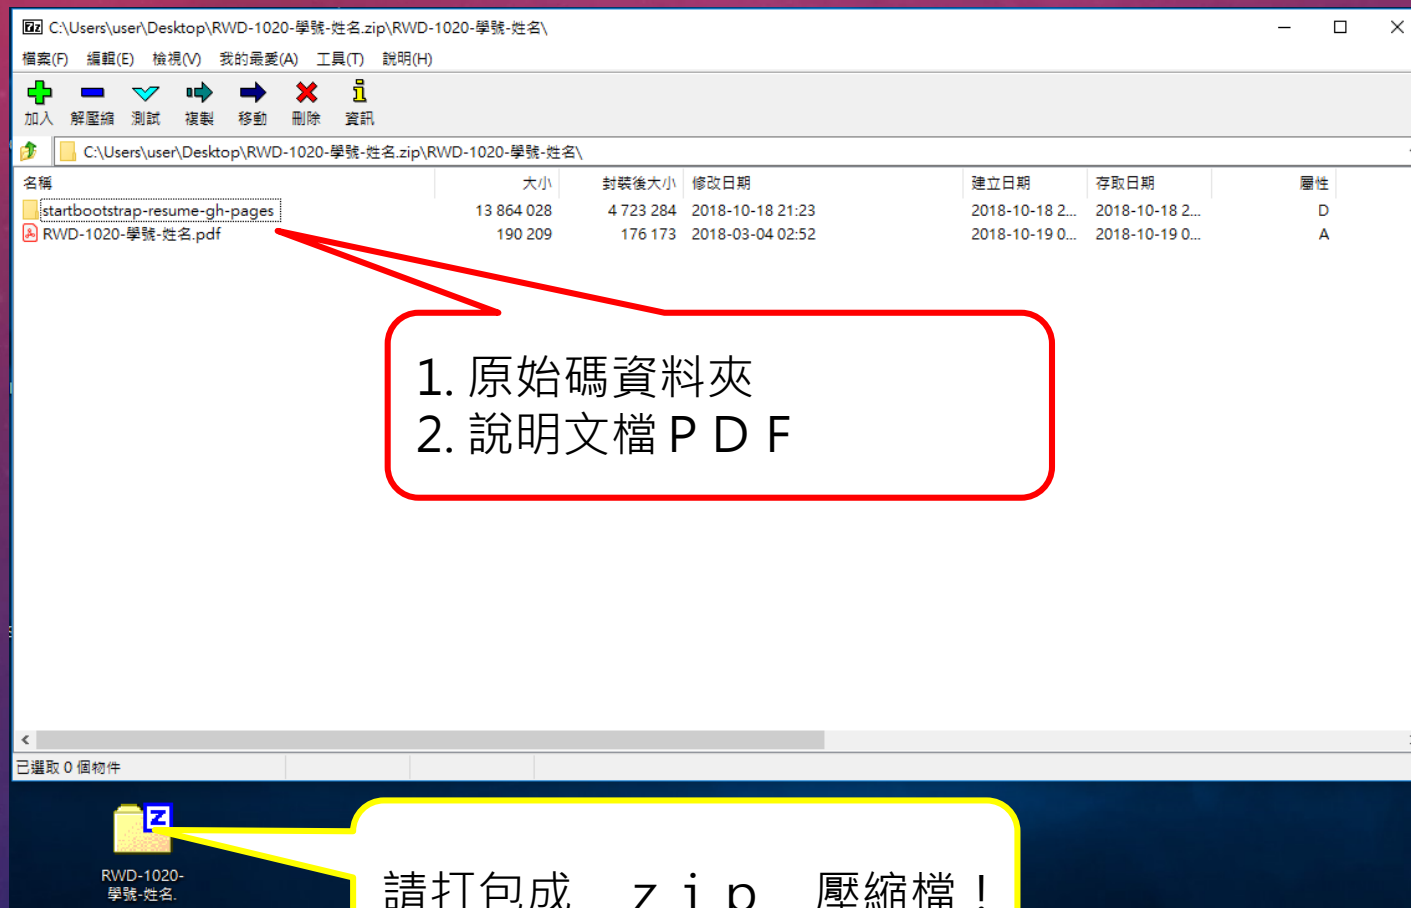 C:\Users\user\Desktop\RWD-1020-學號-姓名.zip\RWD-1020-學號-姓名\
檔案(F) 編輯(E) 檢視(V) 我的最愛(A) 工具(T) 說明(H)
加入 解壓縮 測試 複製 移動 刪除 資訊
C:\Users\user\Desktop\RWD-1020-學號-姓名.zip\RWD-1020-學號-姓名\
名稱 大小 封裝後大小 修改日期 建立日期 存取日期 屬性
startbootstrap-resume-gh-pages 13 864 028 4 723 284 2018-10-18 21:23 2018-10-18 2... 2018-10-18 2... D
RWD-1020-學號-姓名.pdf 190 209 176 173 2018-03-04 02:52 2018-10-19 0... 2018-10-19 0... A
1. 原始碼資料夾
2. 說明文檔ＰＤＦ
已選取 0 個物件
RWD-1020-
學號-姓名.
請打包成 ｚｉｐ 壓縮檔！